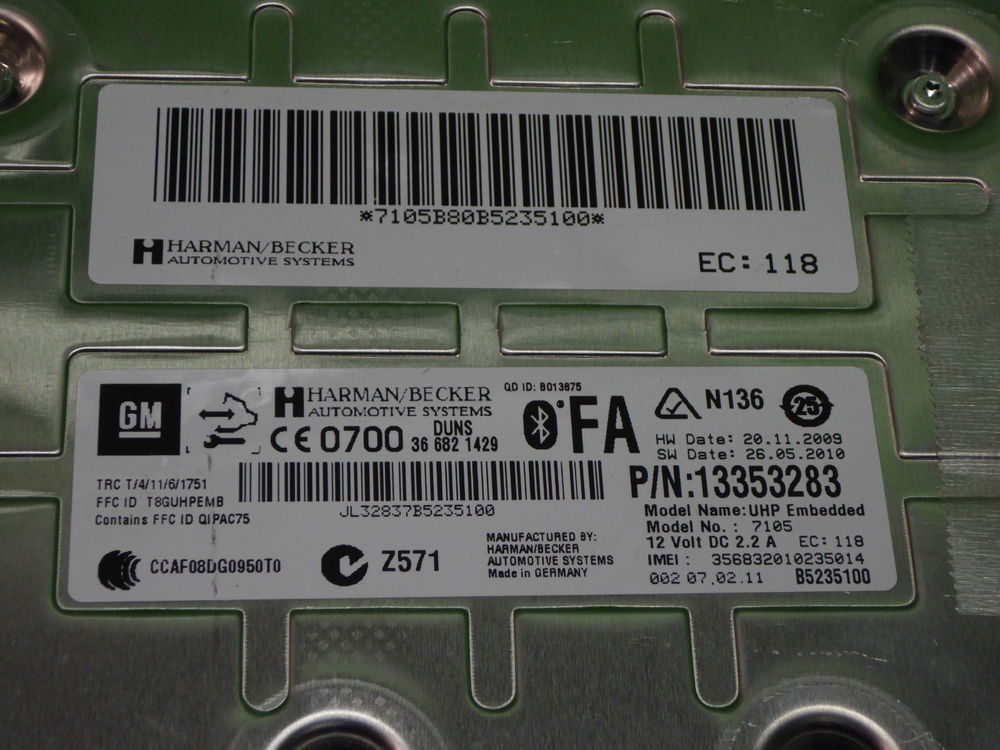 *7105B80B5235100*
HARMAN/BECKER
AUTOMOTIVE SYSTEMS
EC: 118
GM
HARMAN/BECKER
AUTOMOTIVE SYSTEMS
CE 0700
DUNS
36 682 1429
QD ID: B013675
FA
N136
25
HW Date: 20.11.2009
SW Date: 26.05.2010
TRC T/4/11/6/1751
FFC ID T8GUHPEMB
Contains FFC ID QIPAC75
JL32837B5235100
P/N:13353283
Model Name:UHP Embedded
Model No. : 7105
12 Volt DC 2.2 A EC: 118
IMEI : 356832010235014
002 07.02.11 B5235100
CCAF08DG0950T0
Z571
MANUFACTURED BY:
HARMAN/BECKER
AUTOMOTIVE SYSTEMS
Made in GERMANY